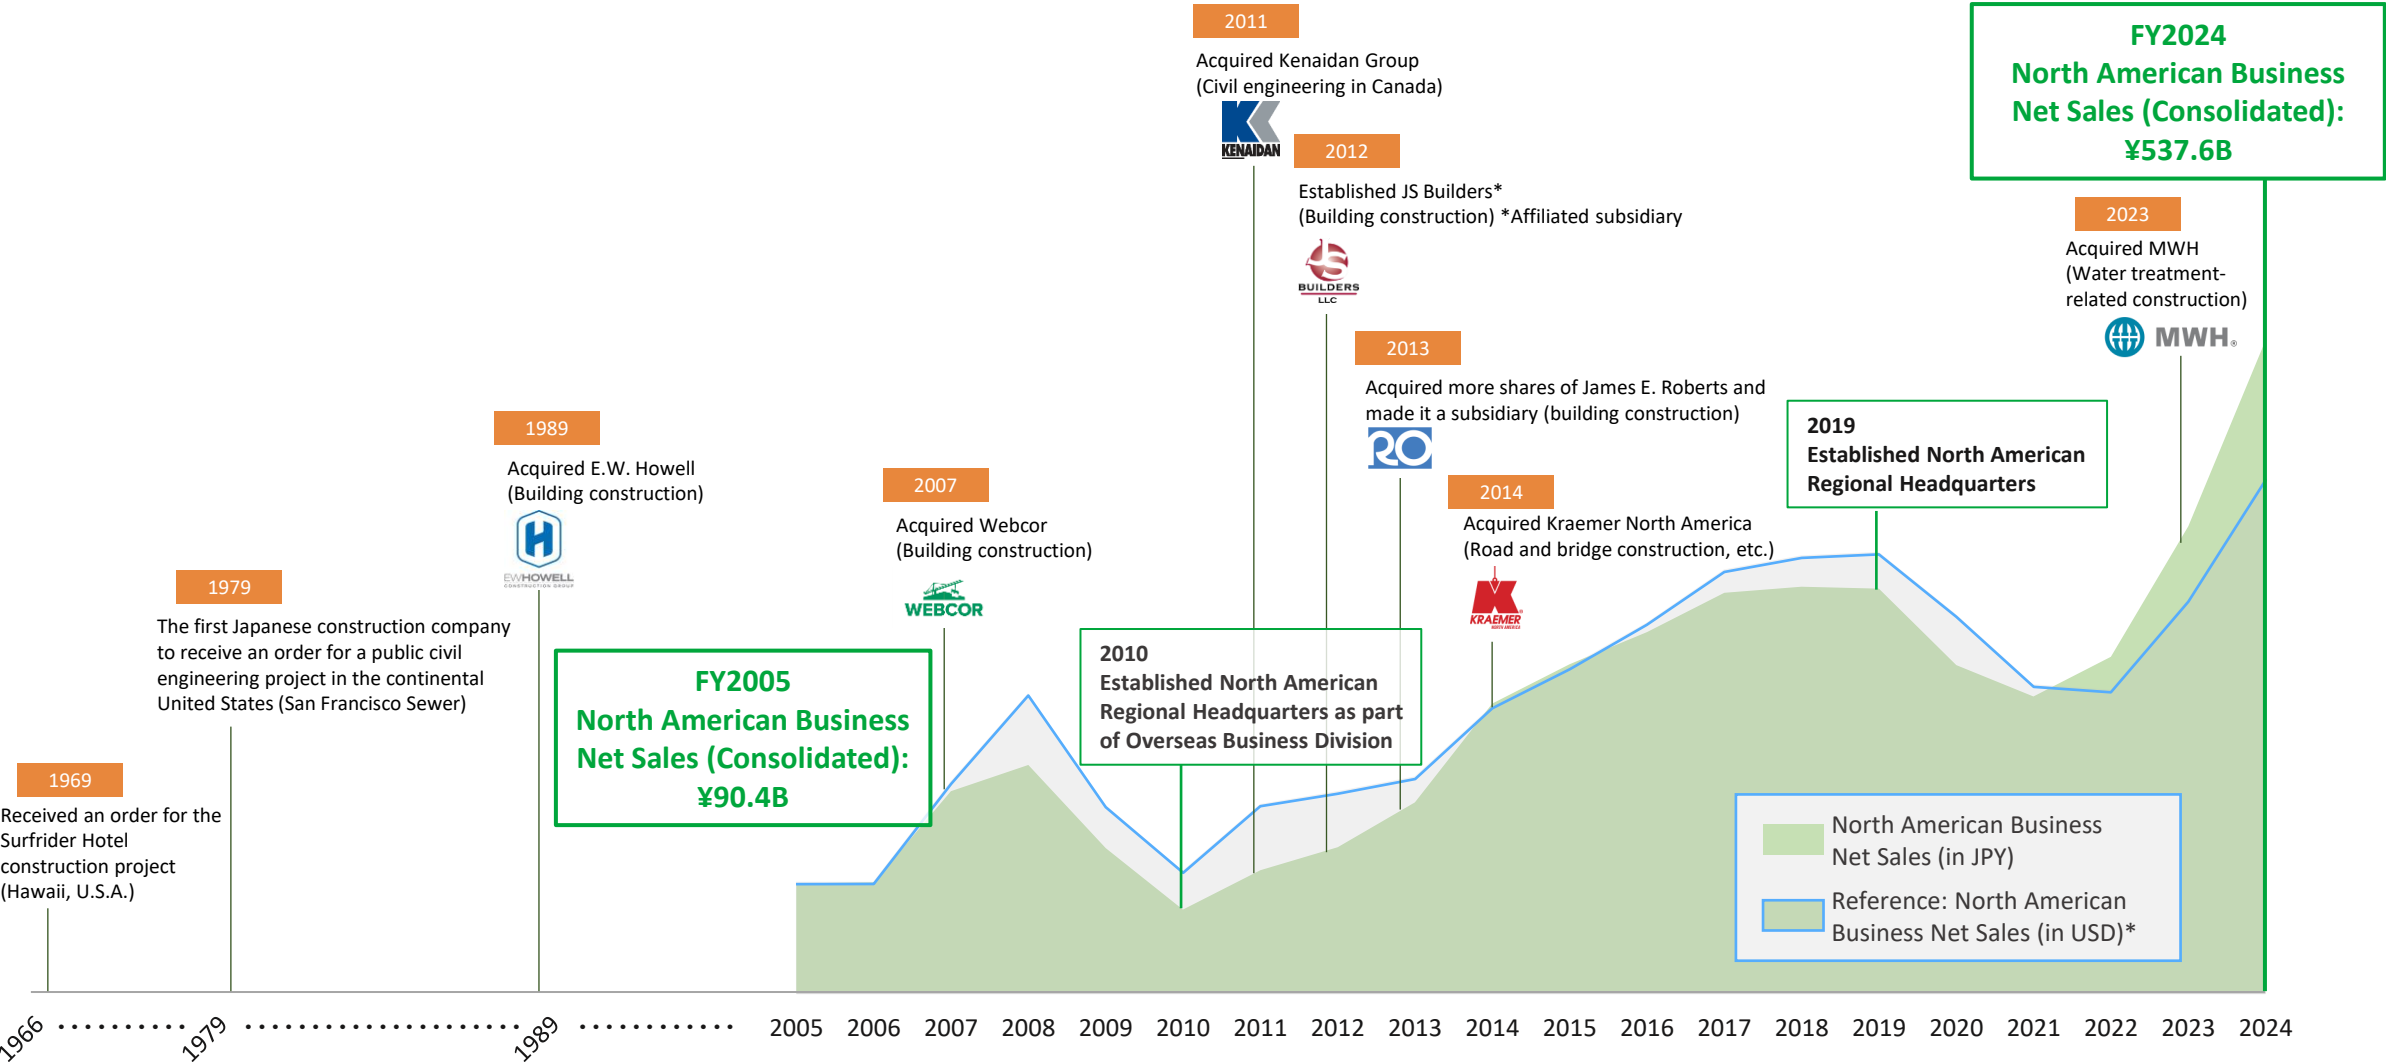 2011
Acquired Kenaidan Group
(Civil engineering in Canada)
KENAIDAN
2012
Established JS Builders*
(Building construction) *Affiliated subsidiary
JS
BUILDERS
LLC
2013
Acquired more shares of James E. Roberts and
made it a subsidiary (building construction)
RO
2014
Acquired Kraemer North America
(Road and bridge construction, etc.)
K
KRAEMER
NORTH AMERICA
FY2024
North American Business
Net Sales (Consolidated):
¥537.6B
2023
Acquired MWH
(Water treatment-
related construction)
MWH®
2019
Established North American
Regional Headquarters
1989
Acquired E.W. Howell
(Building construction)
H
EWHOWELL
CONSTRUCTION GROUP
2007
Acquired Webcor
(Building construction)
WEBCOR
1979
The first Japanese construction company
to receive an order for a public civil
engineering project in the continental
United States (San Francisco Sewer)
FY2005
North American Business
Net Sales (Consolidated):
¥90.4B
2010
Established North American
Regional Headquarters as part
of Overseas Business Division
1969
Received an order for the
Surfrider Hotel
construction project
(Hawaii, U.S.A.)
North American Business
Net Sales (in JPY)
Reference: North American
Business Net Sales (in USD)*
1966 1979 1989 2005 2006 2007 2008 2009 2010 2011 2012 2013 2014 2015 2016 2017 2018 2019 2020 2021 2022 2023 2024